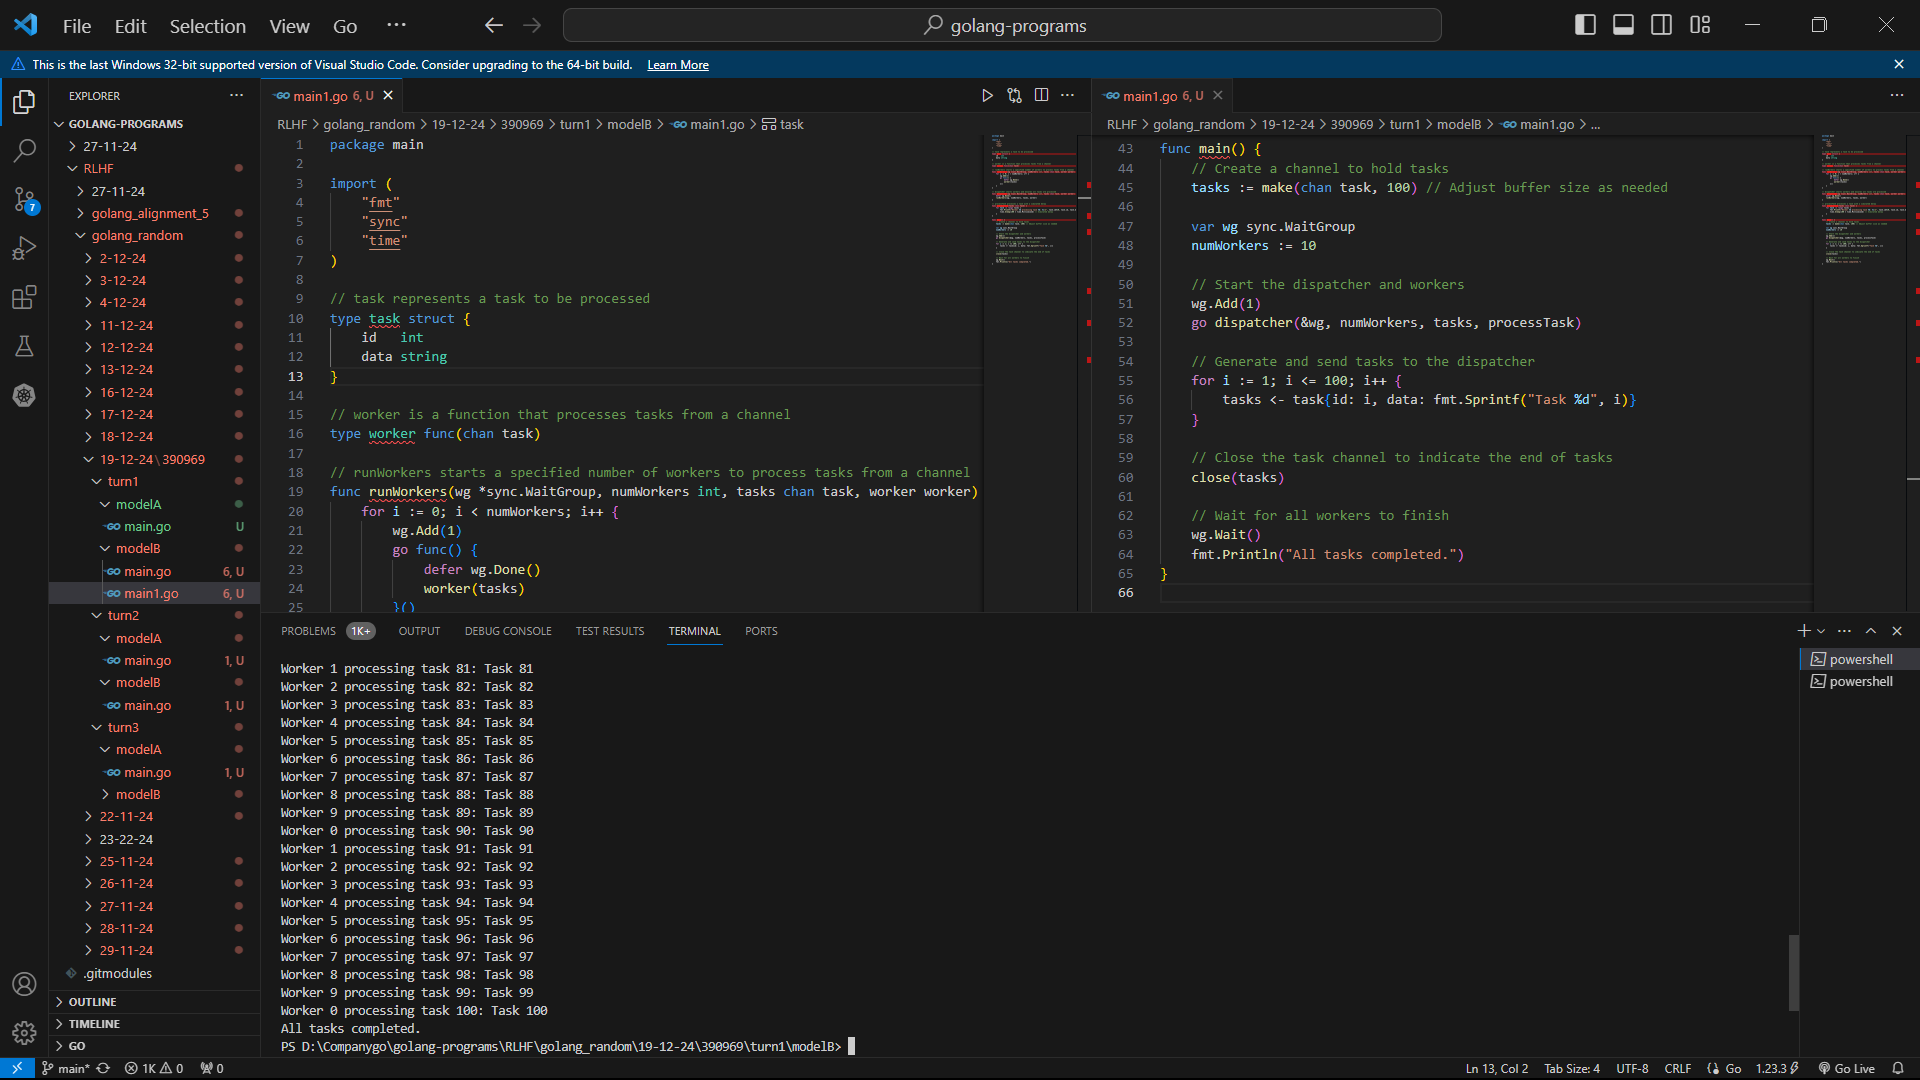 File Edit Selection View Go ··· golang-programs
This is the last Windows 32-bit supported version of Visual Studio Code. Consider upgrading to the 64-bit build. Learn More
EXPLORER
GOLANG-PROGRAMS
27-11-24
RLHF
27-11-24
golang_alignment_5
golang_random
2-12-24
3-12-24
4-12-24
11-12-24
12-12-24
13-12-24
16-12-24
17-12-24
18-12-24
19-12-24\390969
turn1
modelA
main.go U
modelB
main.go 6, U
main1.go 6, U
turn2
modelA
main.go 1, U
modelB
main.go 1, U
turn3
modelA
main.go 1, U
modelB
22-11-24
23-22-24
25-11-24
26-11-24
27-11-24
28-11-24
29-11-24
.gitmodules
OUTLINE
TIMELINE
GO
7
main1.go 6, U
RLHF > golang_random > 19-12-24 > 390969 > turn1 > modelB > main1.go > task
1 package main
2
3 import (
4     "fmt"
5     "sync"
6     "time"
7 )
8
9 // task represents a task to be processed
10 type task struct {
11     id   int
12     data string
13 }
14
15 // worker is a function that processes tasks from a channel
16 type worker func(chan task)
17
18 // runWorkers starts a specified number of workers to process tasks from a channel
19 func runWorkers(wg *sync.WaitGroup, numWorkers int, tasks chan task, worker worker)
20     for i := 0; i < numWorkers; i++ {
21         wg.Add(1)
22         go func() {
23             defer wg.Done()
24             worker(tasks)
25         }()
main1.go 6, U
RLHF > golang_random > 19-12-24 > 390969 > turn1 > modelB > main1.go > ...
43 func main() {
44     // Create a channel to hold tasks
45     tasks := make(chan task, 100) // Adjust buffer size as needed
46
47     var wg sync.WaitGroup
48     numWorkers := 10
49
50     // Start the dispatcher and workers
51     wg.Add(1)
52     go dispatcher(&wg, numWorkers, tasks, processTask)
53
54     // Generate and send tasks to the dispatcher
55     for i := 1; i <= 100; i++ {
56         tasks <- task{id: i, data: fmt.Sprintf("Task %d", i)}
57     }
58
59     // Close the task channel to indicate the end of tasks
60     close(tasks)
61
62     // Wait for all workers to finish
63     wg.Wait()
64     fmt.Println("All tasks completed.")
65 }
66
PROBLEMS 1K+ OUTPUT DEBUG CONSOLE TEST RESULTS TERMINAL PORTS
Worker 1 processing task 81: Task 81
Worker 2 processing task 82: Task 82
Worker 3 processing task 83: Task 83
Worker 4 processing task 84: Task 84
Worker 5 processing task 85: Task 85
Worker 6 processing task 86: Task 86
Worker 7 processing task 87: Task 87
Worker 8 processing task 88: Task 88
Worker 9 processing task 89: Task 89
Worker 0 processing task 90: Task 90
Worker 1 processing task 91: Task 91
Worker 2 processing task 92: Task 92
Worker 3 processing task 93: Task 93
Worker 4 processing task 94: Task 94
Worker 5 processing task 95: Task 95
Worker 6 processing task 96: Task 96
Worker 7 processing task 97: Task 97
Worker 8 processing task 98: Task 98
Worker 9 processing task 99: Task 99
Worker 0 processing task 100: Task 100
All tasks completed.
PS D:\Companygo\golang-programs\RLHF\golang_random\19-12-24\390969\turn1\modelB>
powershell
powershell
main* 1K 0 0 Ln 13, Col 2 Tab Size: 4 UTF-8 CRLF Go 1.23.3 Go Live